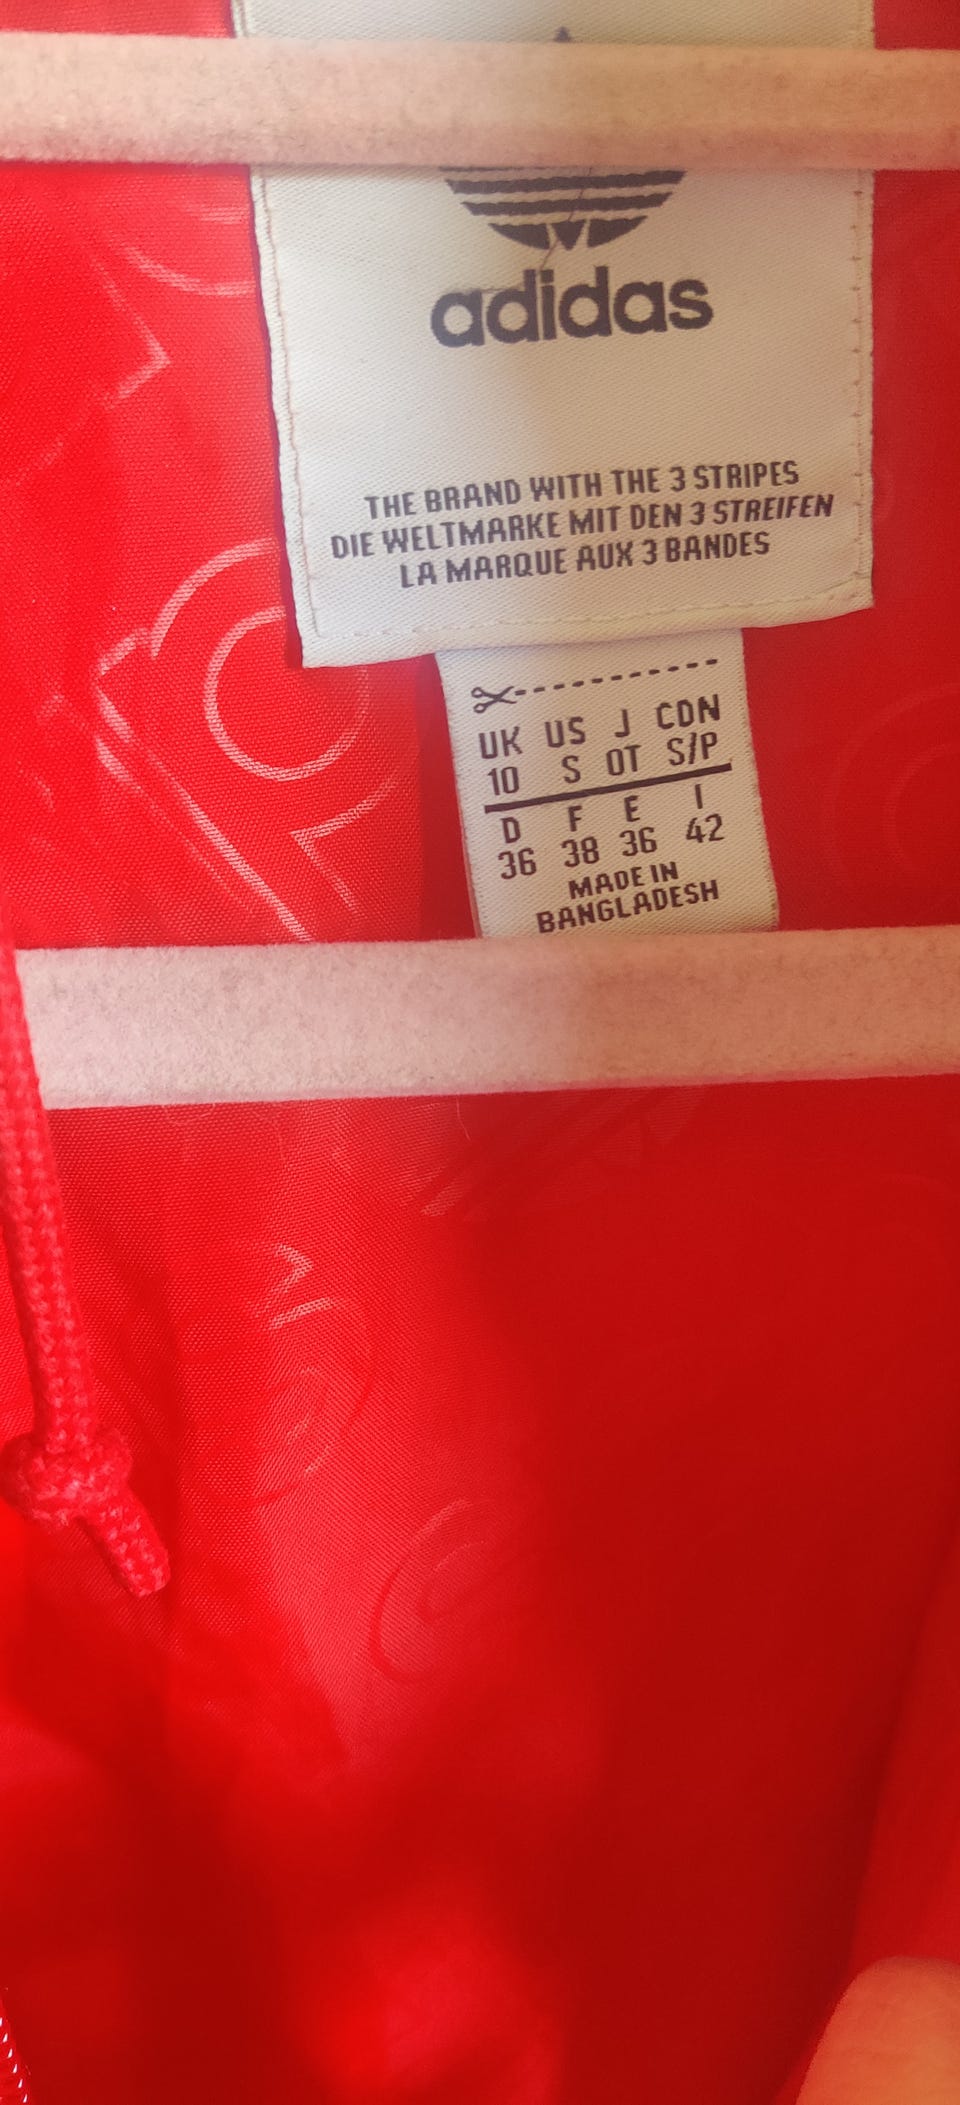 adidas
THE BRAND WITH THE 3 STRIPES
DIE WELTMARKE MIT DEN 3 STREIFEN
LA MARQUE AUX 3 BANDES
UK US J CDN
10 S OT S/P
D F E I
36 38 36 42
MADE IN
BANGLADESH